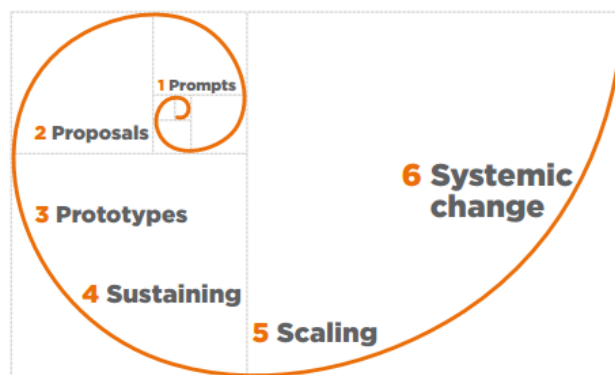 1 Prompts
2 Proposals
3 Prototypes
4 Sustaining
5 Scaling
6 Systemic
change